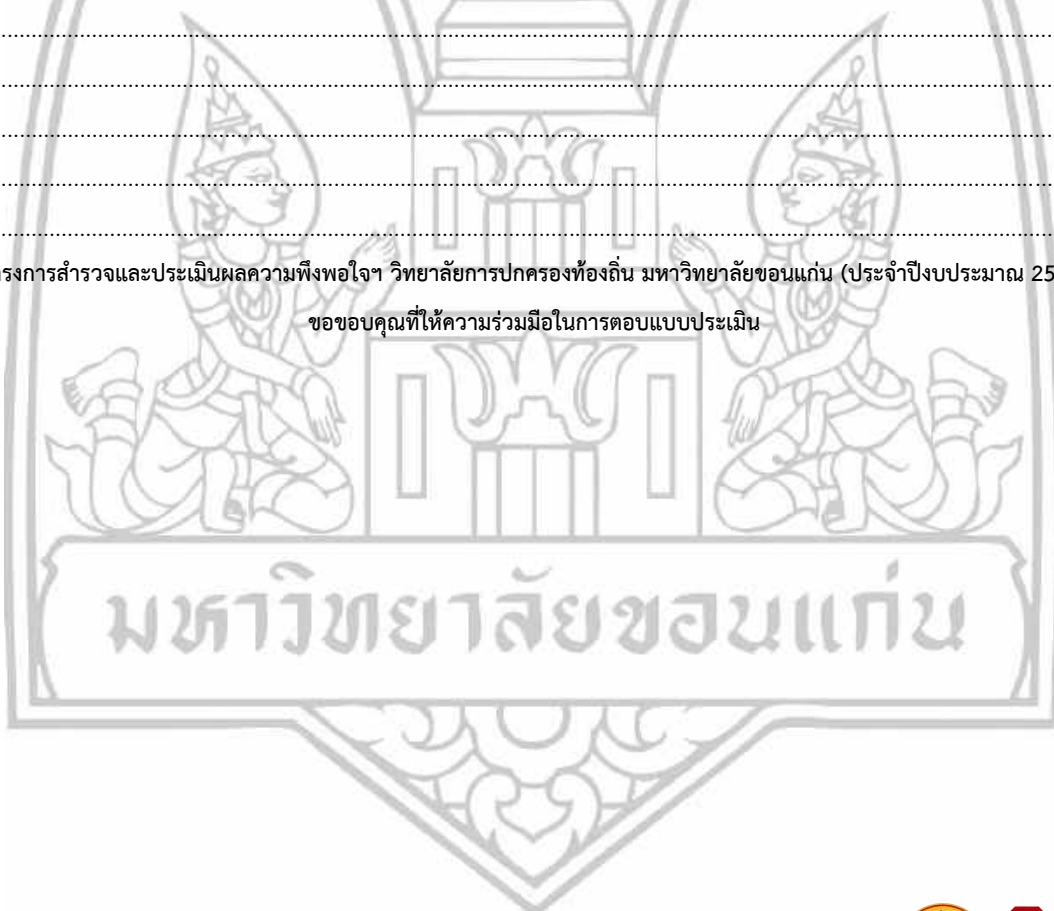 ...รงการสำรวจและประเมินผลความพึงพอใจฯ วิทยาลัยการปกครองท้องถิ่น มหาวิทยาลัยขอนแก่น (ประจำปีงบประมาณ 25
ขอขอบคุณที่ให้ความร่วมมือในการตอบแบบประเมิน
มหาวิทยาลัยขอนแก่น